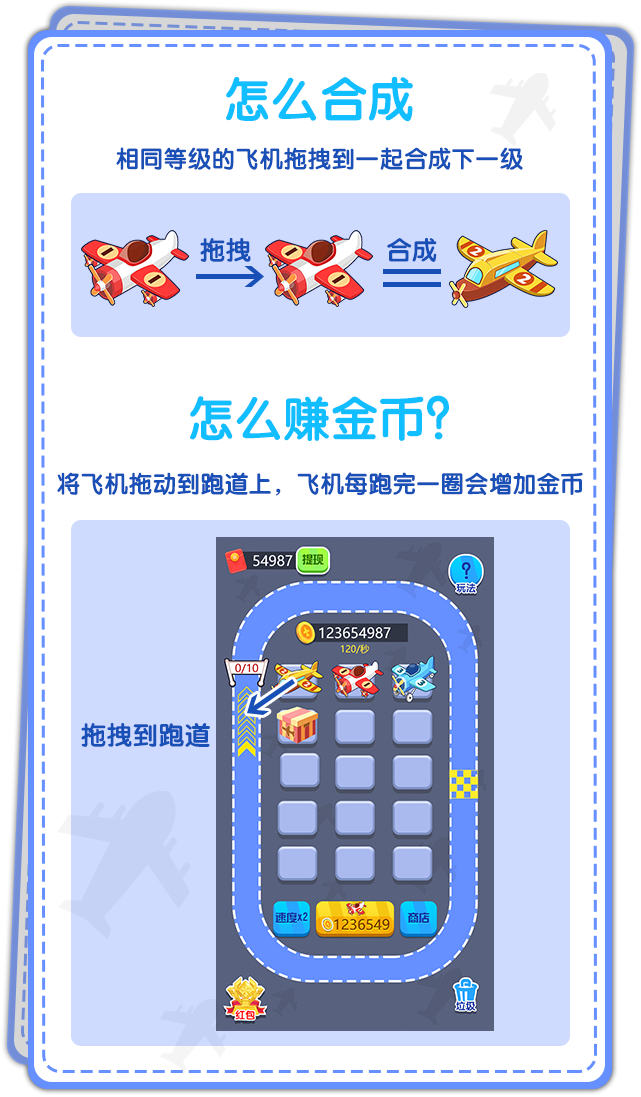 怎么合成
相同等级的飞机拖拽到一起合成下一级
拖拽
合成
2
2
怎么赚金币?
将飞机拖动到跑道上，飞机每跑完一圈会增加金币
54987
提现
?
玩法
123654987
120/秒
0/10
拖拽到跑道
速度x2
1236549
商店
红包
垃圾